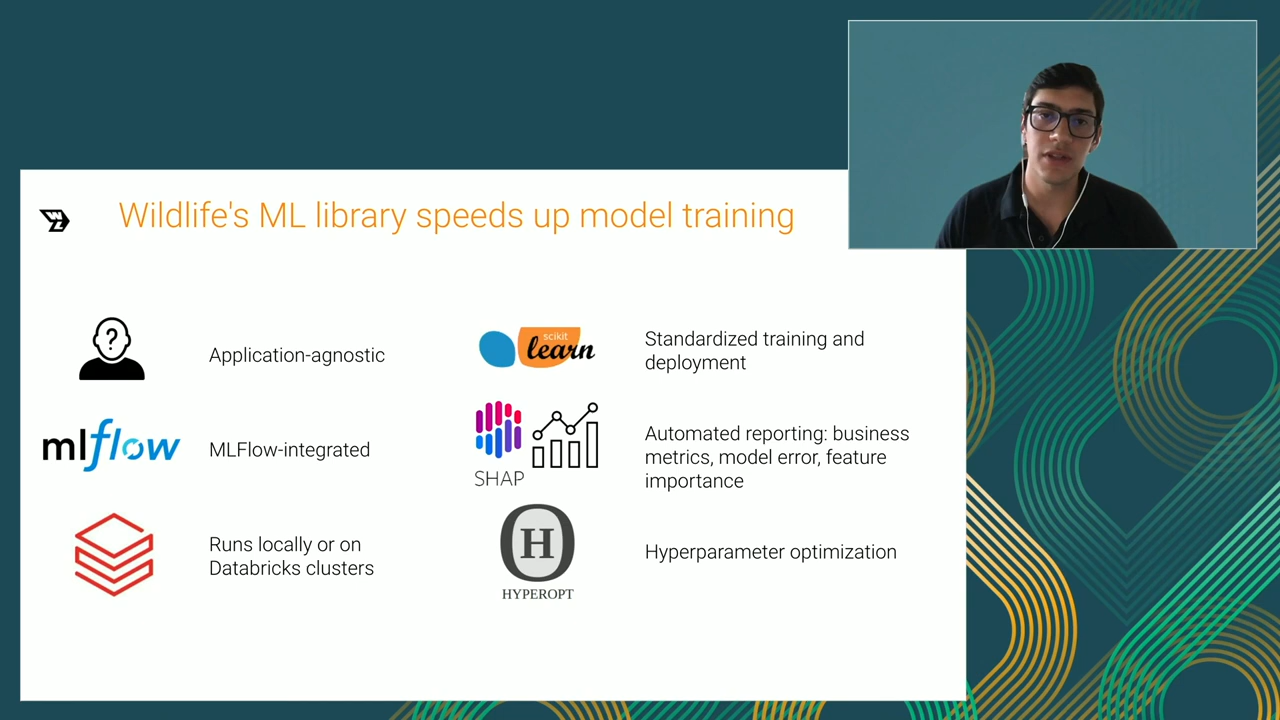 Wildlife's ML library speeds up model training
?
Application-agnostic
scikit
learn
Standardized training and
deployment
mlflow
MLFlow-integrated
SHAP
Automated reporting: business
metrics, model error, feature
importance
Runs locally or on
Databricks clusters
H
HYPEROPT
Hyperparameter optimization